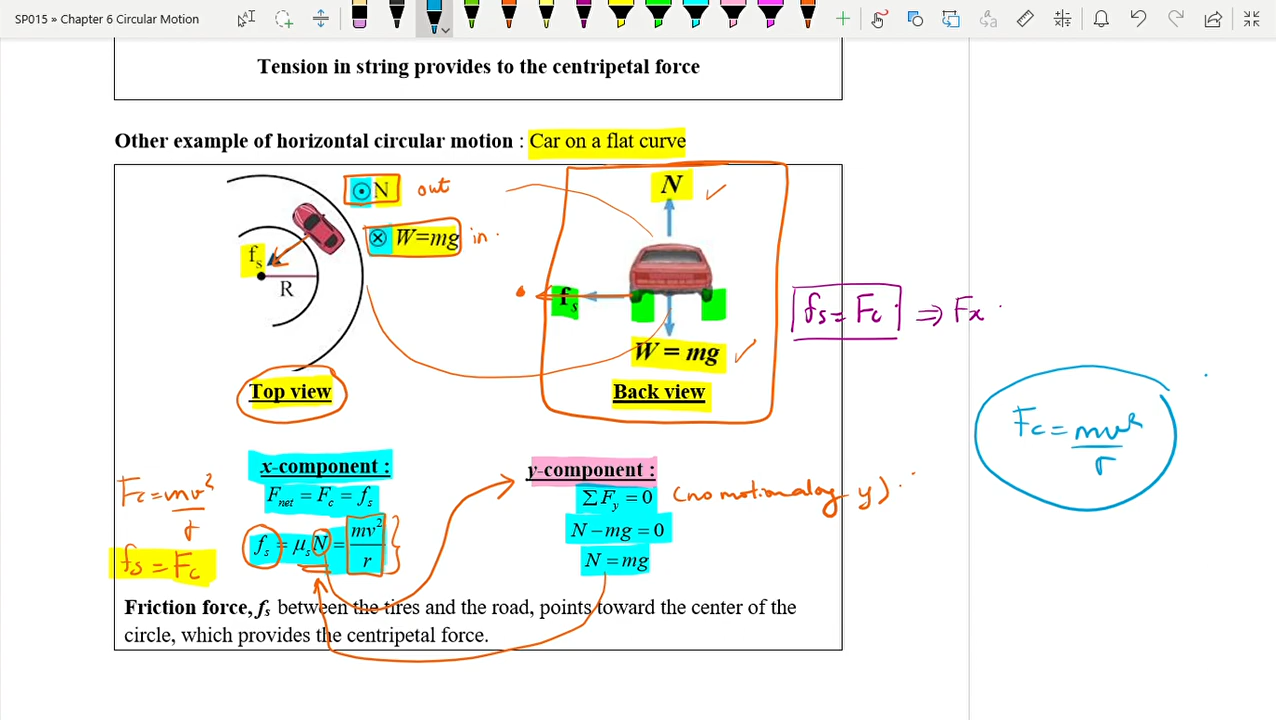 SP015 » Chapter 6 Circular Motion
Tension in string provides to the centripetal force
Other example of horizontal circular motion : Car on a flat curve
⊙N out
⊗ W=mg in
fs
R
Top view
N
fs
W = mg
Back view
fs = Fc ⇒ Fx
Fc = mv²/r
x-component :
Fnet = Fc = fs
fs = μsN = mv²/r
Fc = mv²/r
fs = Fc
y-component :
ΣFy = 0 (no motion along y)
N − mg = 0
N = mg
Friction force, fs between the tires and the road, points toward the center of the
circle, which provides the centripetal force.